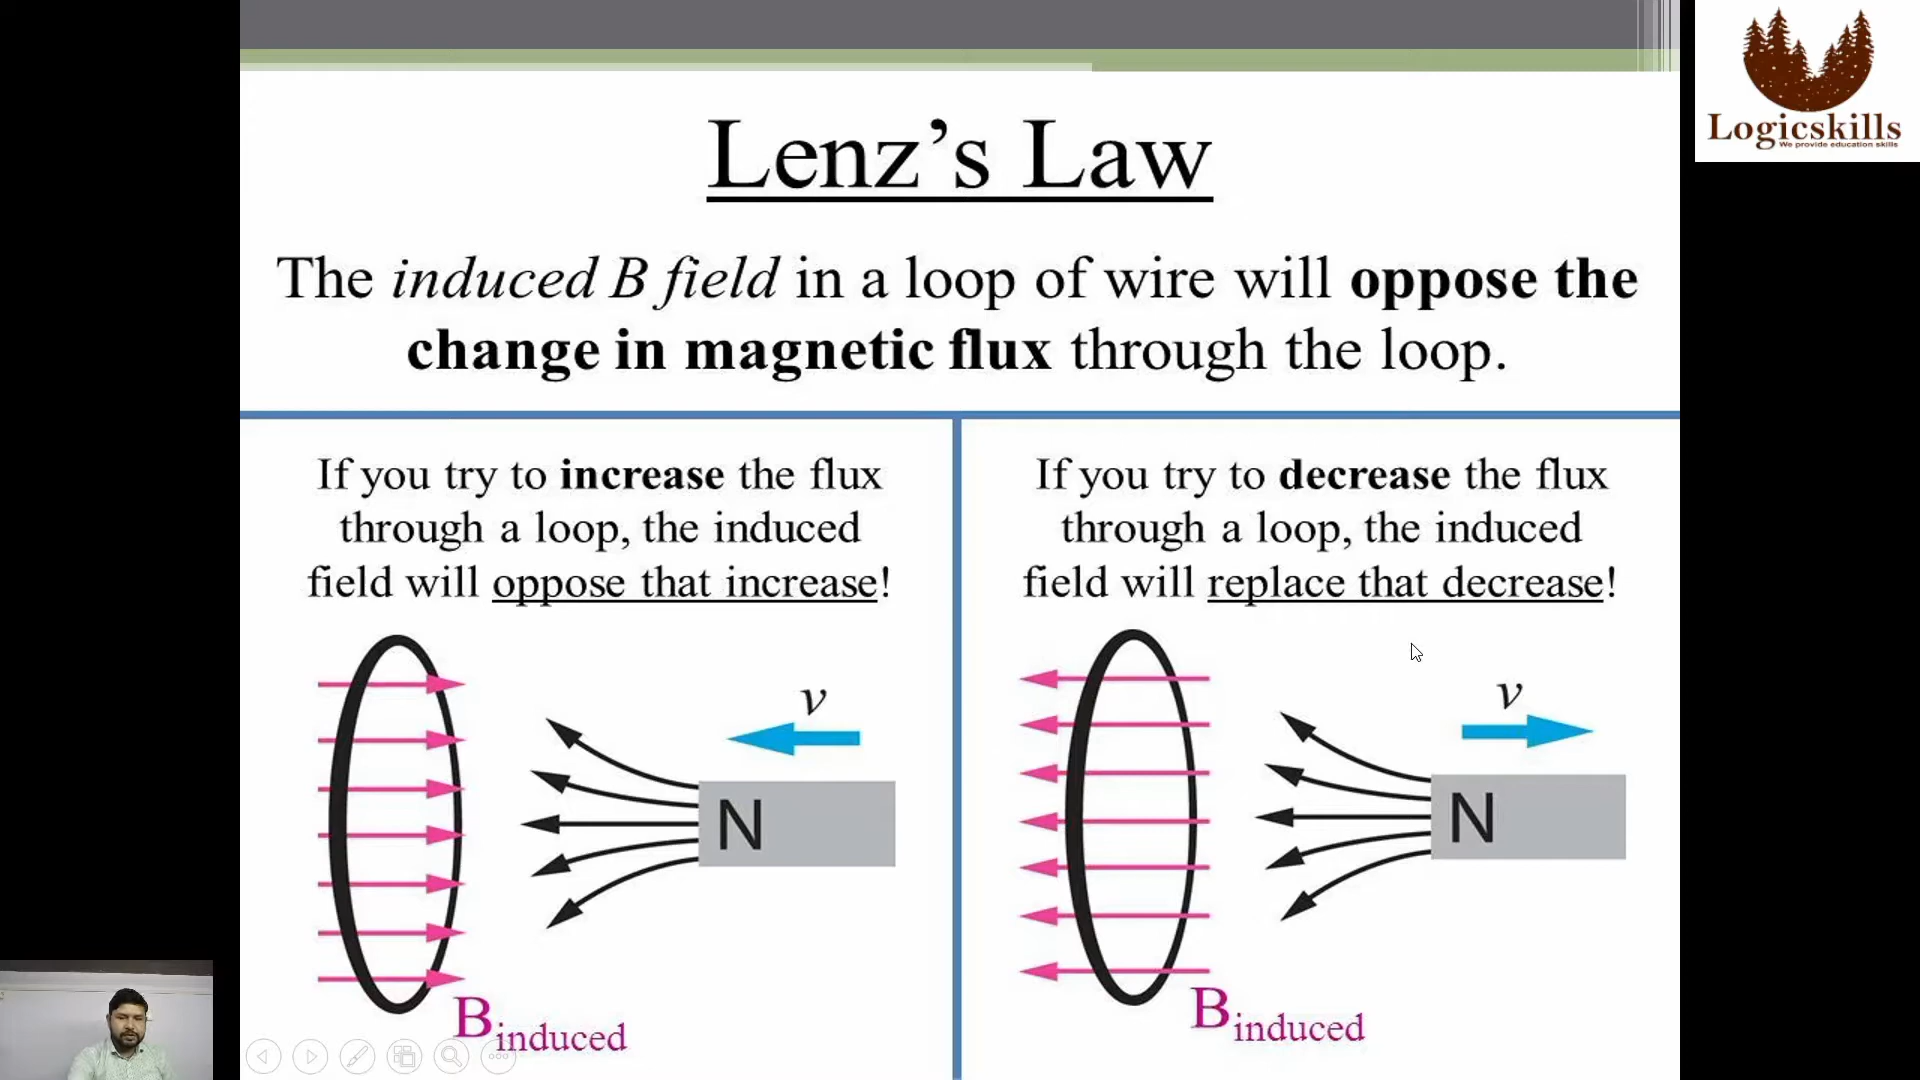 Logicskills
We provide education skills
Lenz’s Law
The induced B field in a loop of wire will oppose the
change in magnetic flux through the loop.
If you try to increase the flux
through a loop, the induced
field will oppose that increase!
v
N
B induced
If you try to decrease the flux
through a loop, the induced
field will replace that decrease!
v
N
B induced